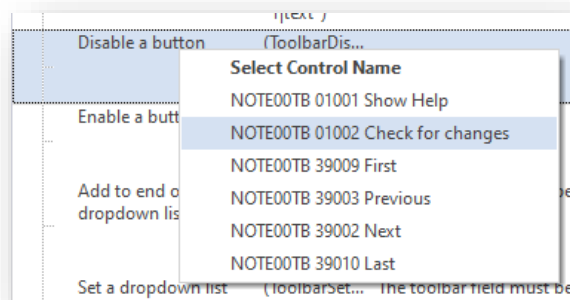 Disable a button (ToolbarDis...
Select Control Name
NOTE00TB 01001 Show Help
Enable a butt
NOTE00TB 01002 Check for changes
NOTE00TB 39009 First
Add to end o
NOTE00TB 39003 Previous
dropdown lis
NOTE00TB 39002 Next
NOTE00TB 39010 Last
Set a dropdown list (ToolbarSet... The toolbar field must be